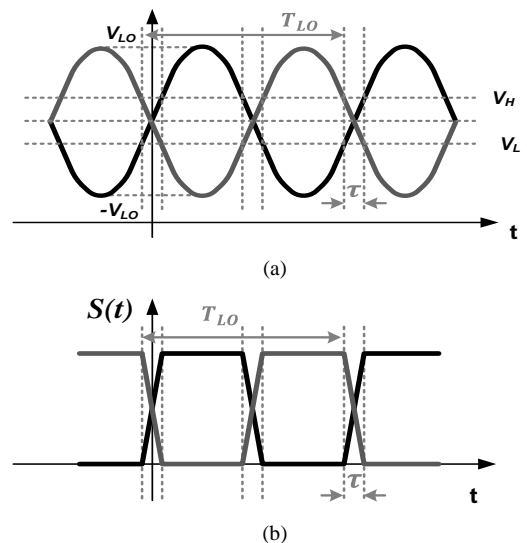 V_LO
T_LO
V_H
V_L
-V_LO
τ
t
(a)
S(t)
T_LO
τ
t
(b)